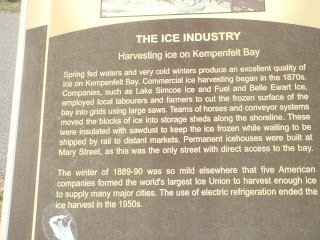 THE ICE INDUSTRY
Harvesting ice on Kempenfelt Bay
Spring fed waters and very cold winters produce an excellent quality of
ice on Kempenfelt Bay. Commercial ice harvesting began in the 1870s.
Companies, such as Lake Simcoe Ice and Fuel and Belle Ewart Ice,
employed local labourers and farmers to cut the frozen surface of the
bay into grids using large saws. Teams of horses and conveyor systems
moved the blocks of ice into storage sheds along the shoreline. These
were insulated with sawdust to keep the ice frozen while waiting to be
shipped by rail to distant markets. Permanent icehouses were built at
Mary Street, as this was the only street with direct access to the bay.
The winter of 1889-90 was so mild elsewhere that five American
companies formed the world's largest Ice Union to harvest enough ice
to supply many major cities. The use of electric refrigeration ended the
ice harvest in the 1950s.